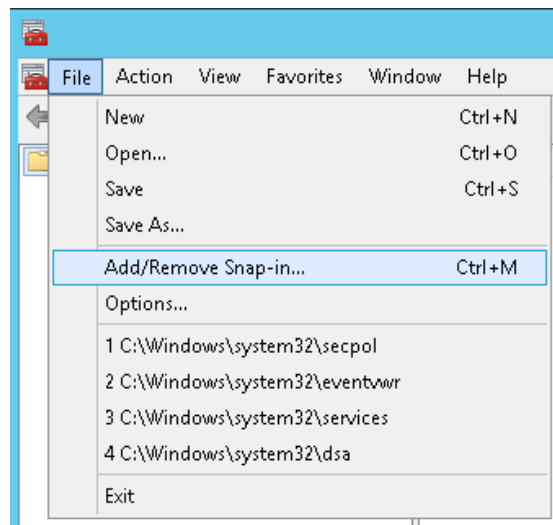 File Action View Favorites Window Help
New Ctrl+N
Open... Ctrl+O
Save Ctrl+S
Save As...
Add/Remove Snap-in... Ctrl+M
Options...
1 C:\Windows\system32\secpol
2 C:\Windows\system32\eventvwr
3 C:\Windows\system32\services
4 C:\Windows\system32\dsa
Exit